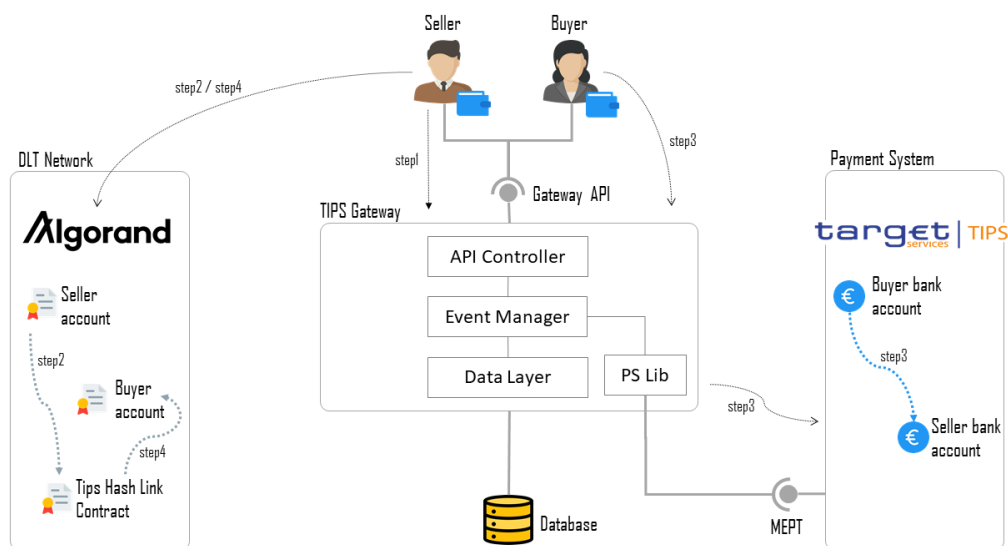 Seller
Buyer
step2 / step4
step1
step3
DLT Network
Payment System
Gateway API
TIPS Gateway
Algorand
target
services
TIPS
API Controller
Seller
account
Buyer bank
account
Event Manager
step2
step3
Data Layer
PS Lib
Buyer
account
step3
Seller bank
account
step4
Tips Hash Link
Contract
Database
MEPT